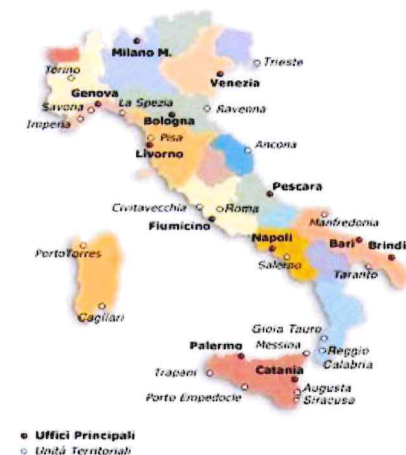 Milano M.
Torino
Trieste
Venezia
Genova
Savona
La Spezia
Ravenna
Imperia
Bologna
Pisa
Livorno
Ancona
Pescara
Civitavecchia
Roma
Manfredonia
Fiumicino
Napoli
Bari
Brindi
PortoTorres
Salerno
Taranto
Cagliari
Gioia Tauro
Messina
Reggio
Calabria
Palermo
Catania
Trapani
Augusta
Porto Empedocle
Siracusa
Uffici Principali
Unità Territoriali